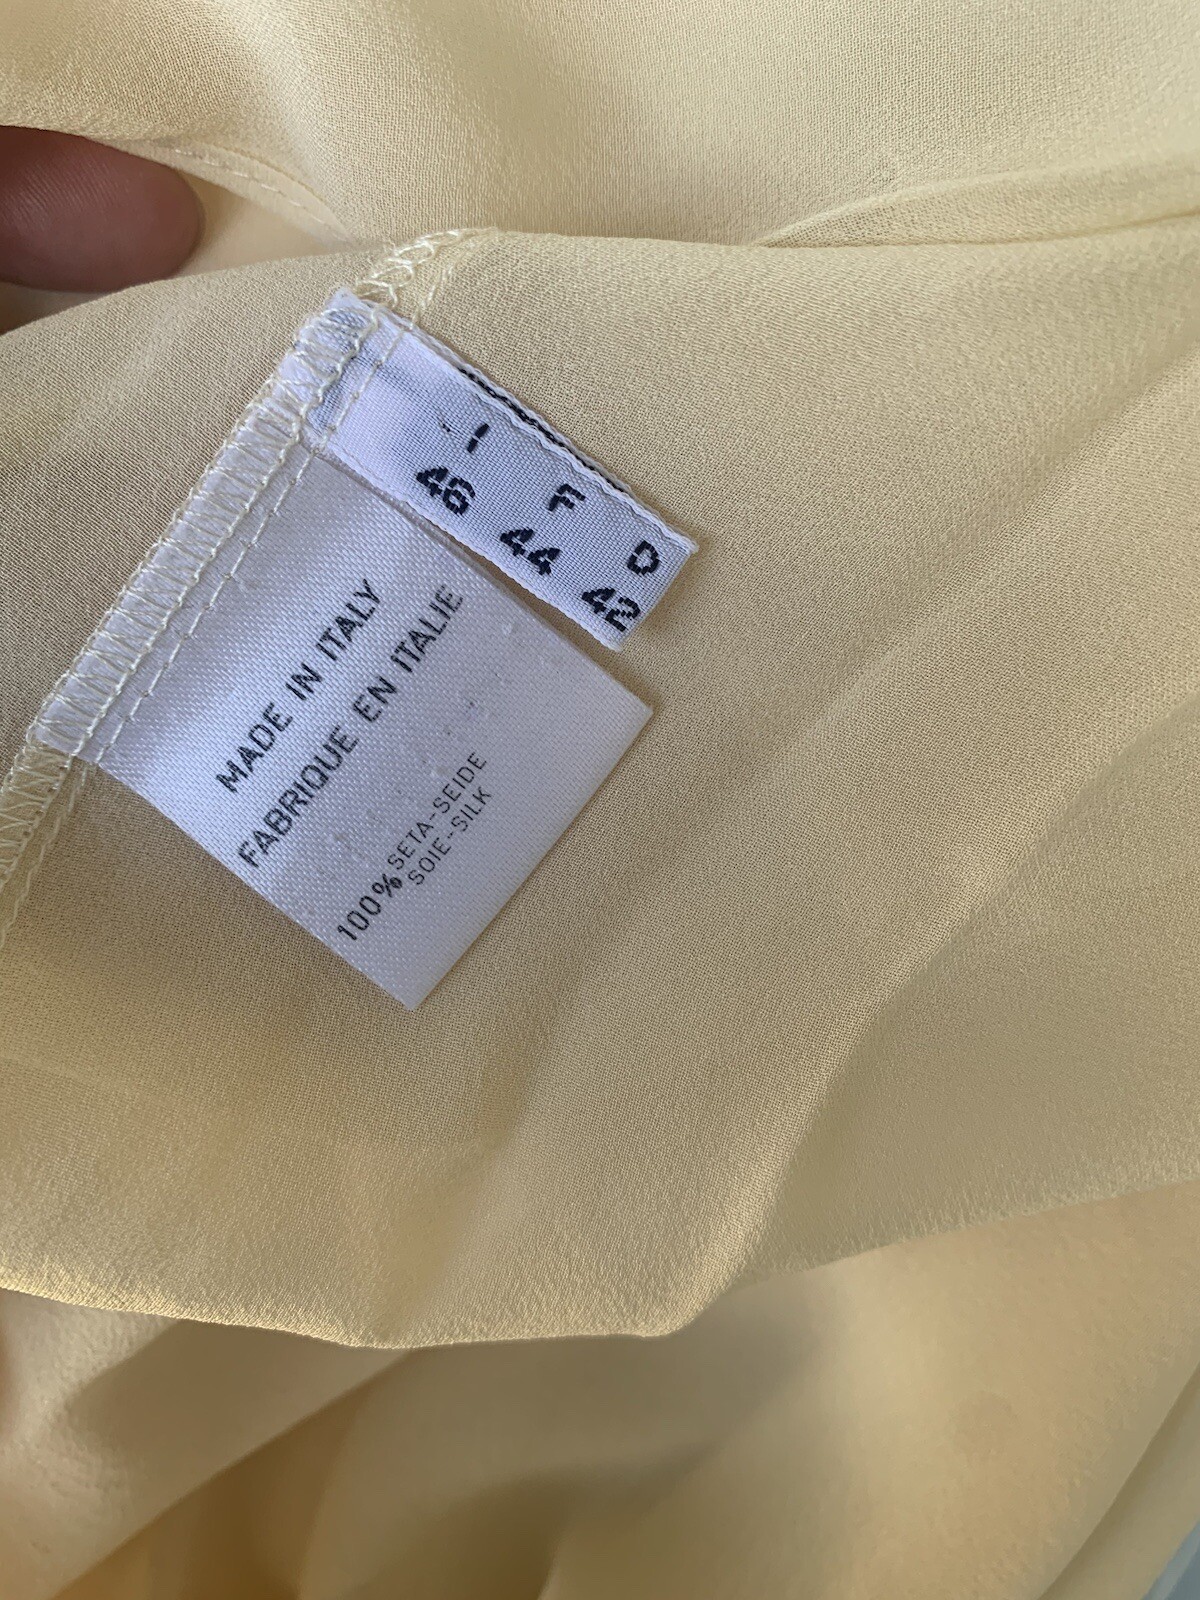 I F D
46 44 42
MADE IN ITALY
FABRIQUE EN ITALIE
100% SETA-SEIDE
SOIE-SILK